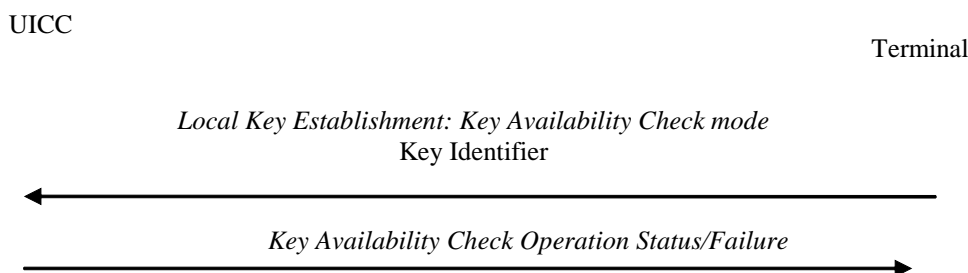 UICC
Terminal
Local Key Establishment: Key Availability Check mode
Key Identifier
Key Availability Check Operation Status/Failure